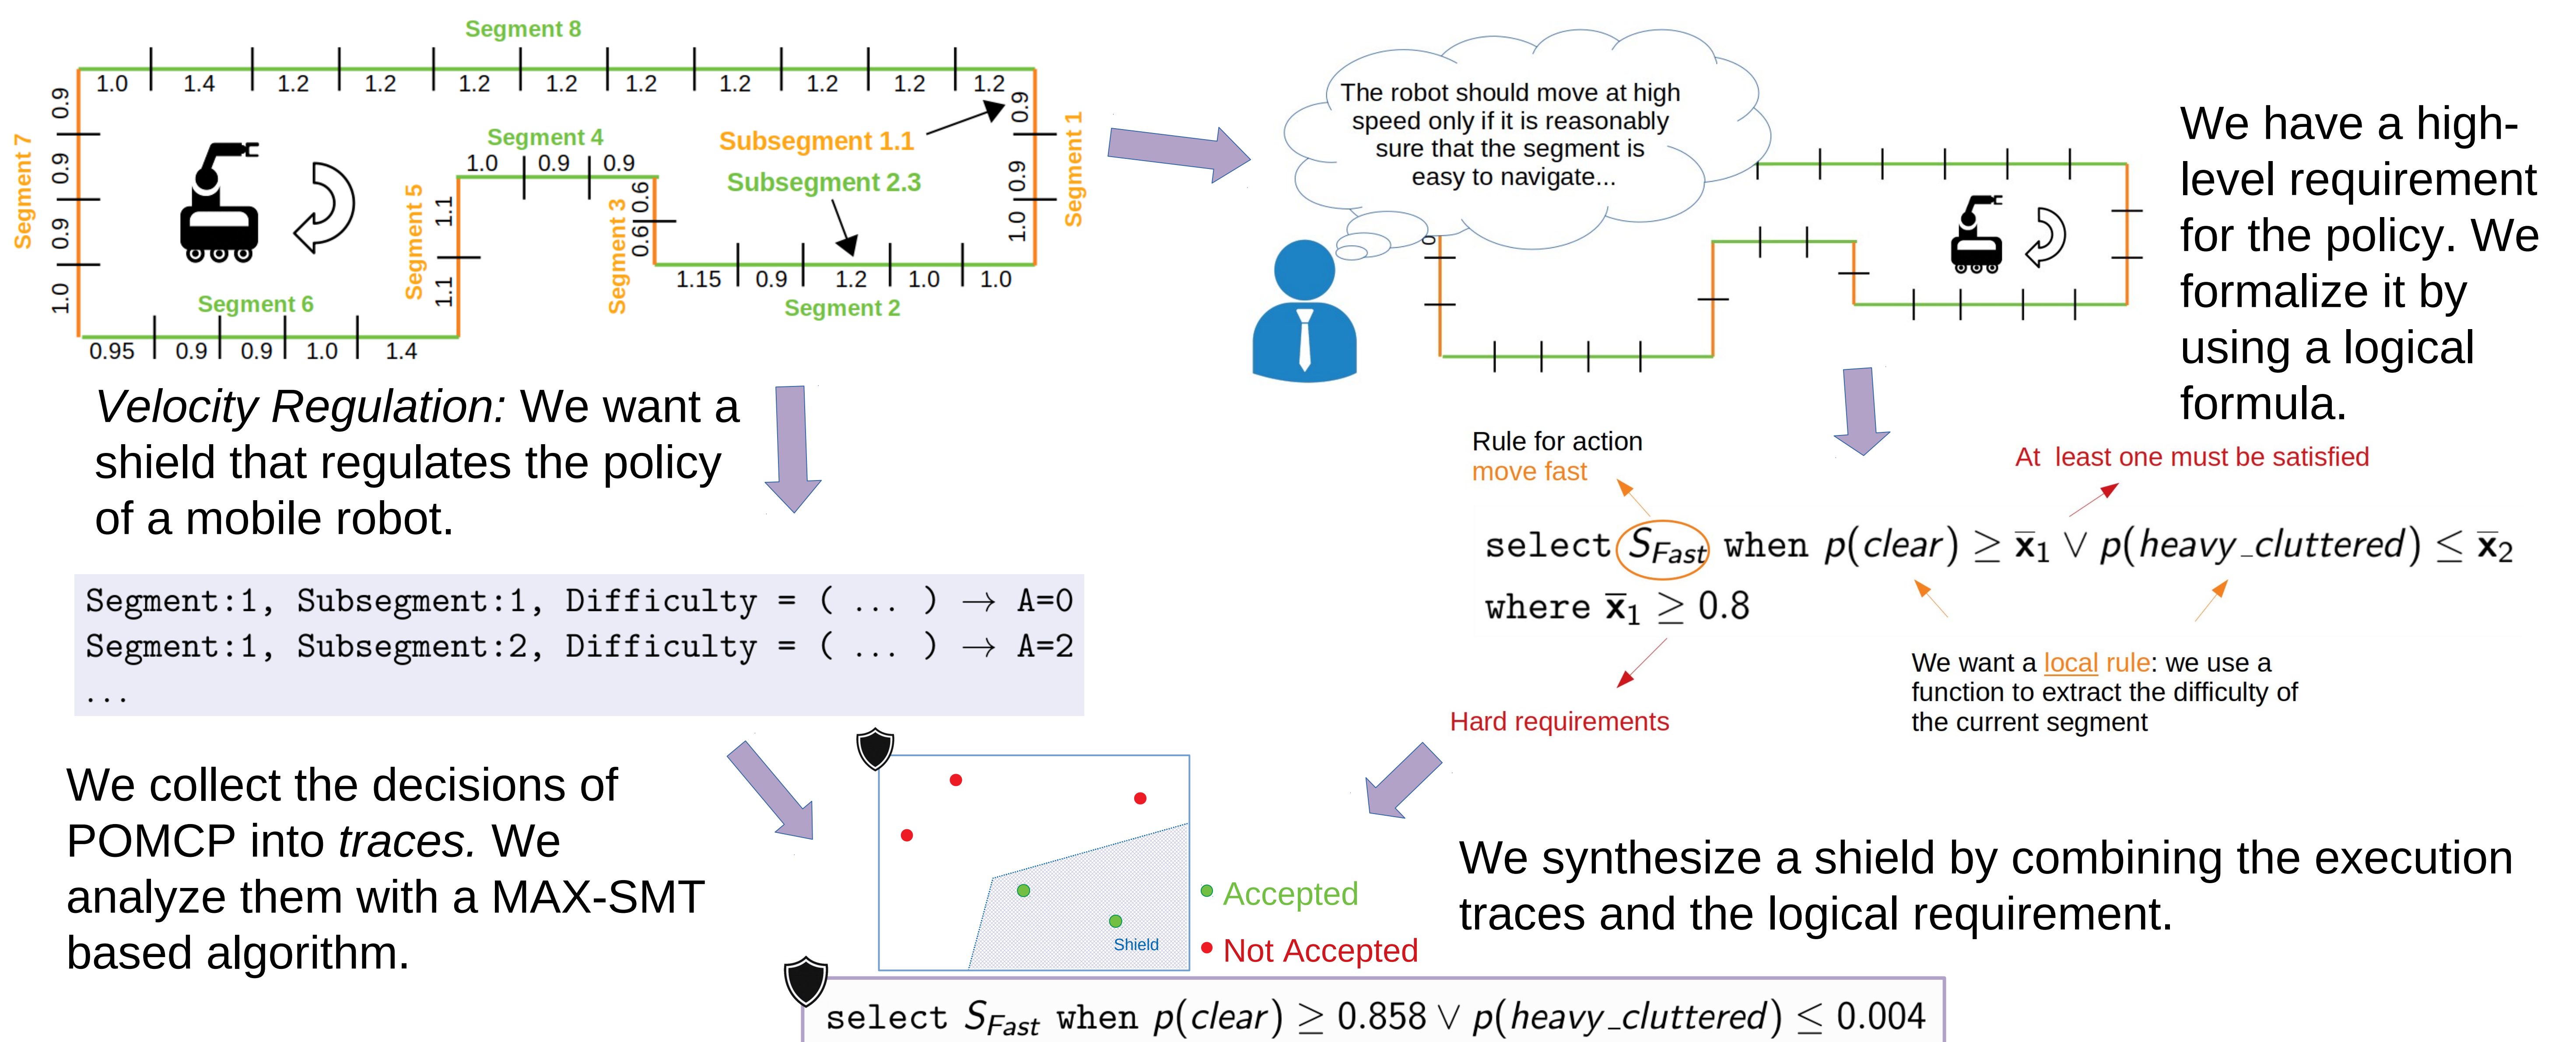 Segment 8
1.0 1.4 1.2 1.2 1.2 1.2 1.2 1.2 1.2 1.2 1.2
Segment 7
0.9
0.9
0.9
1.0
Segment 6
0.95 0.9 0.9 1.0 1.4
Segment 5
1.1
1.1
Segment 4
1.0 0.9 0.9
Segment 3
0.6
0.6
Subsegment 1.1
Subsegment 2.3
1.15 0.9 1.2 1.0 1.0
Segment 2
0.9
0.9
1.0
Segment 1
The robot should move at high
speed only if it is reasonably
sure that the segment is
easy to navigate...
We have a high-
level requirement
for the policy. We
formalize it by
using a logical
formula.
Velocity Regulation: We want a
shield that regulates the policy
of a mobile robot.
Segment:1, Subsegment:1, Difficulty = ( ... ) → A=0
Segment:1, Subsegment:2, Difficulty = ( ... ) → A=2
...
Rule for action
move fast
At least one must be satisfied
select S_Fast when p(clear) ≥ x̄₁ ∨ p(heavy_cluttered) ≤ x̄₂
where x̄₁ ≥ 0.8
Hard requirements
We want a local rule: we use a
function to extract the difficulty of
the current segment
We collect the decisions of
POMCP into traces. We
analyze them with a MAX-SMT
based algorithm.
Shield
Accepted
Not Accepted
We synthesize a shield by combining the execution
traces and the logical requirement.
select S_Fast when p(clear) ≥ 0.858 ∨ p(heavy_cluttered) ≤ 0.004